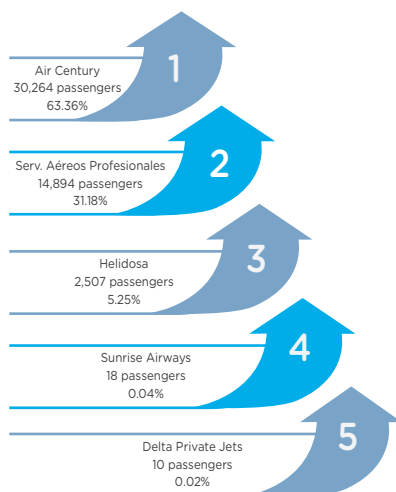 1
Air Century
30,264 passengers
63.36%
2
Serv. Aéreos Profesionales
14,894 passengers
31.18%
3
Helidosa
2,507 passengers
5.25%
4
Sunrise Airways
18 passengers
0.04%
5
Delta Private Jets
10 passengers
0.02%